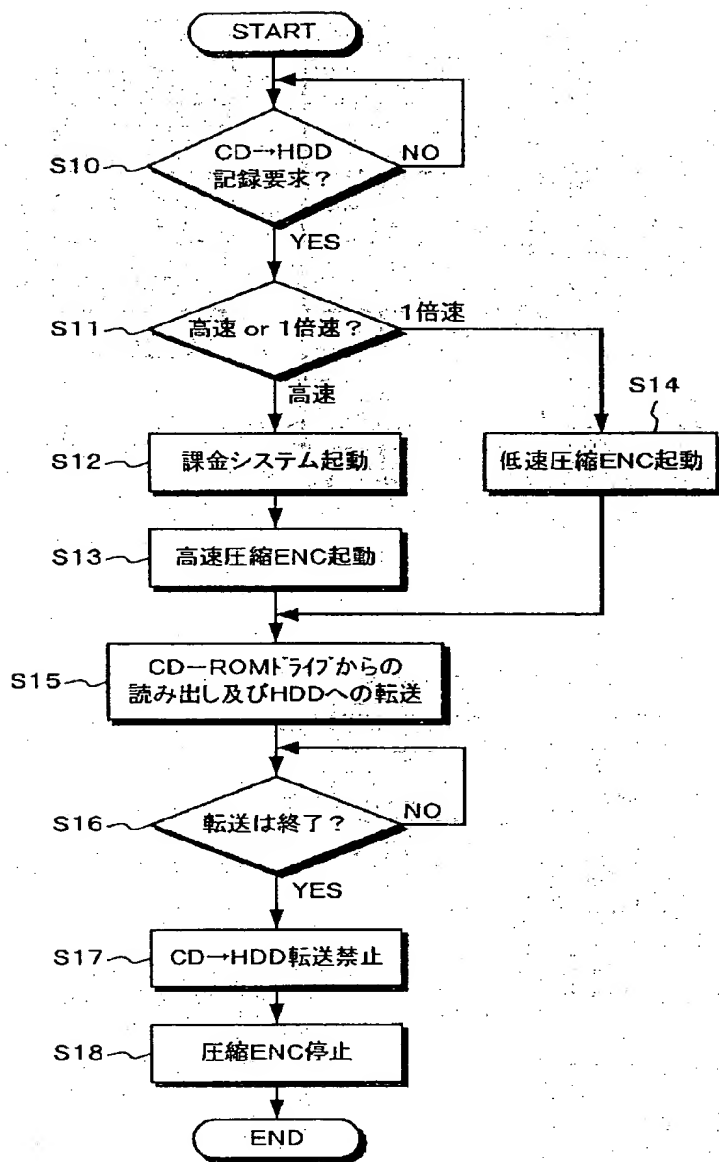 START
S10
CD→HDD
記録要求?
NO
YES
S11
高速 or 1倍速?
1倍速
高速
S14
S12
課金システム起動
低速圧縮ENC起動
S13
高速圧縮ENC起動
S15
CD-ROMドライブからの
読み出し及びHDDへの転送
S16
転送は終了?
NO
YES
S17
CD→HDD転送禁止
S18
圧縮ENC停止
END